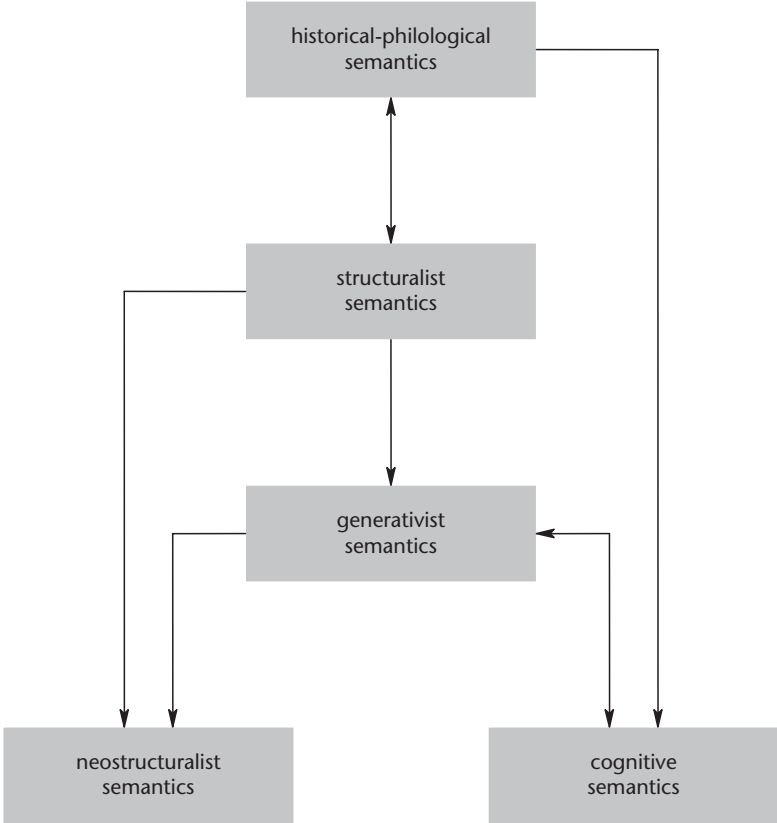 historical-philological
semantics
structuralist
semantics
generativist
semantics
neostructuralist
semantics
cognitive
semantics